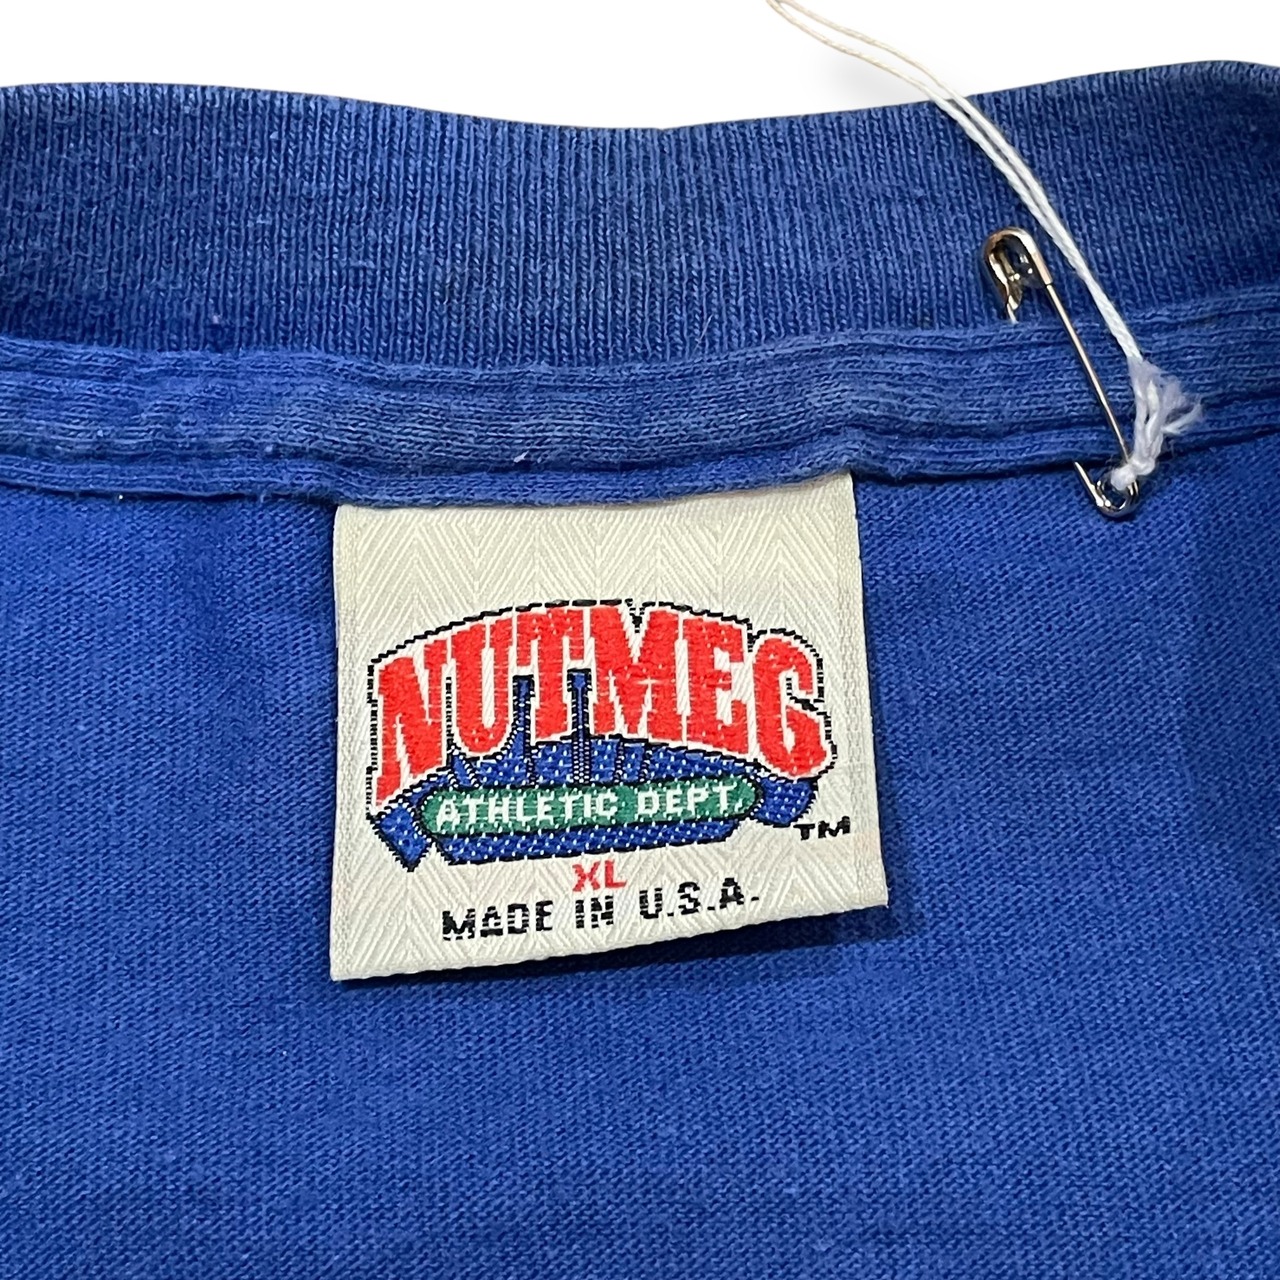 NUTMEG
ATHLETIC DEPT.
TM
XL
MADE IN U.S.A.